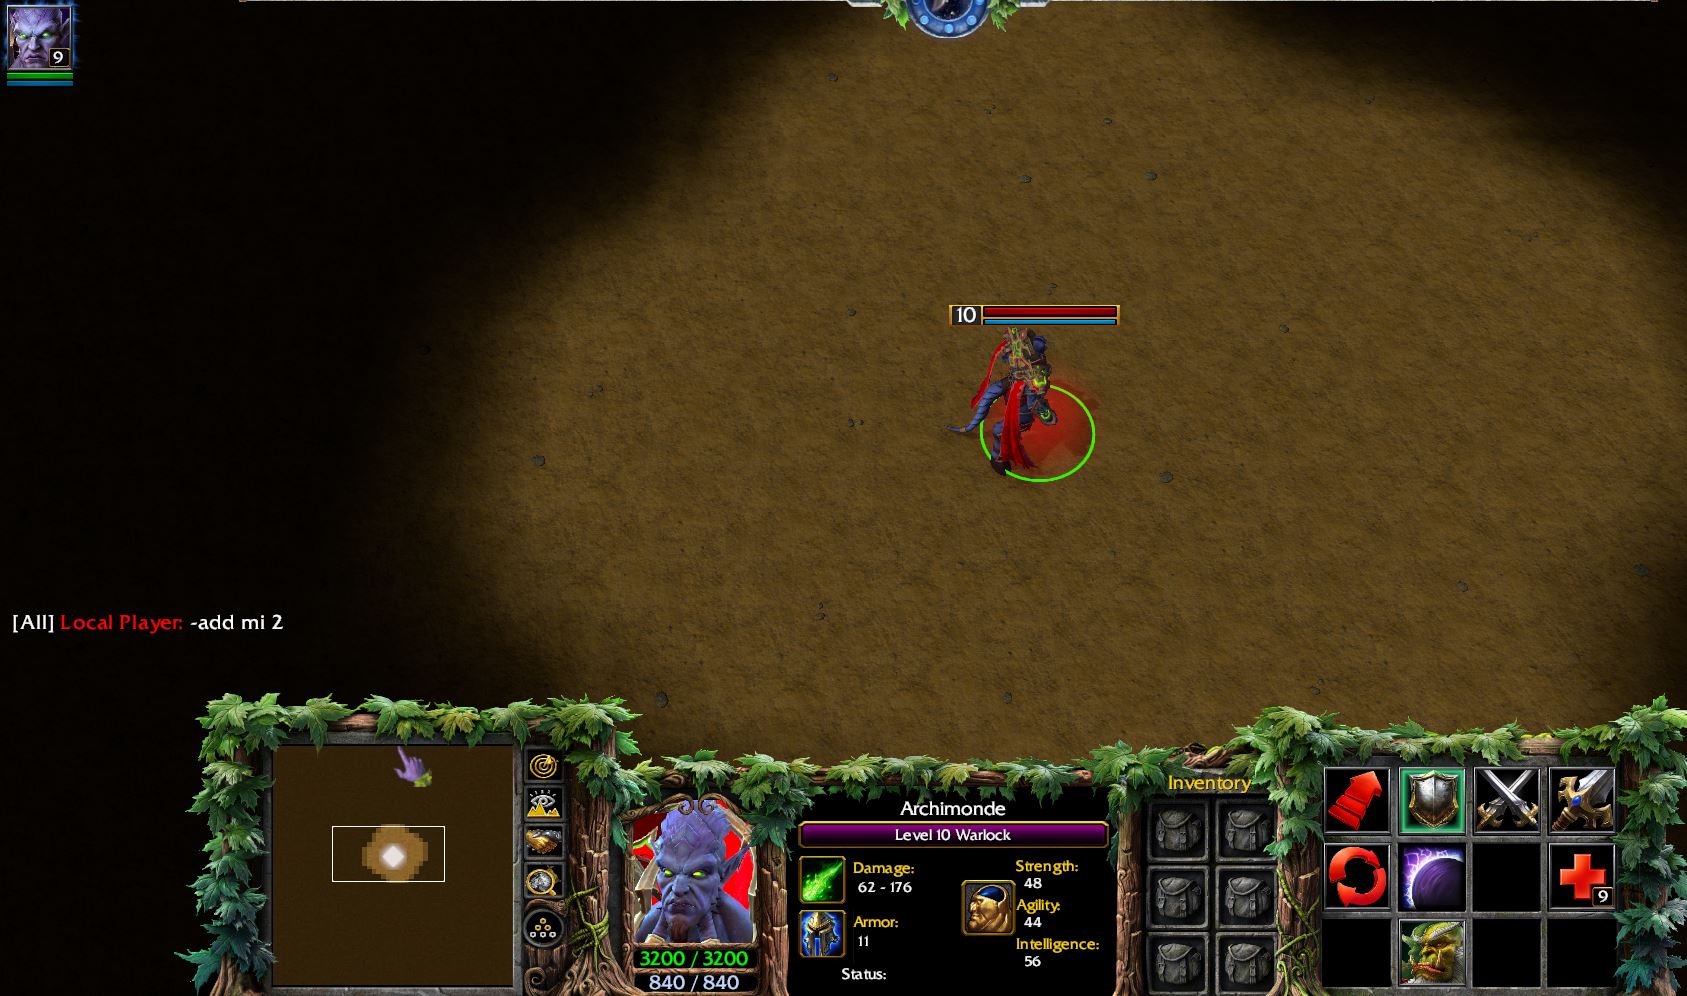 9
10
[All] Local Player: -add mi 2
Inventory
Archimonde
Level 10 Warlock
Damage:
62 - 176
Armor:
11
Strength:
48
Agility:
44
Intelligence:
56
Status:
3200 / 3200
840 / 840
9